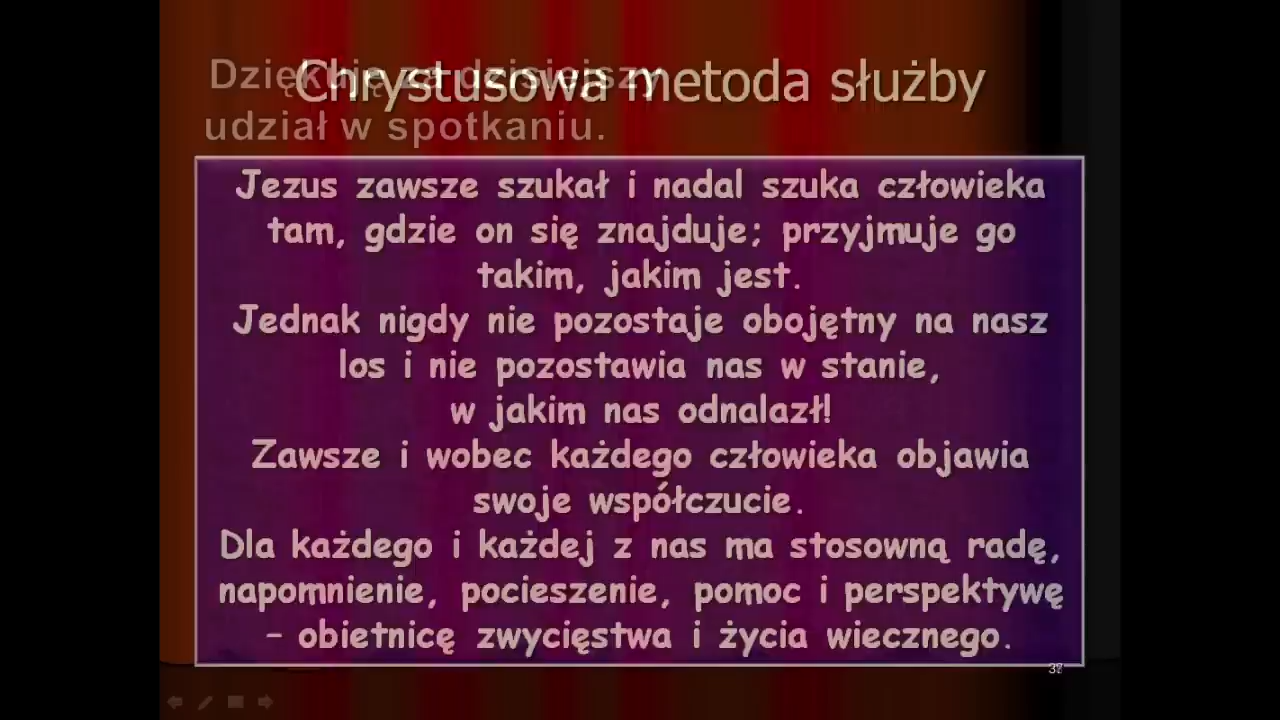 Chrystusowa metoda służby
Dziękuję za dzisiejszy
udział w spotkaniu.
Jezus zawsze szukał i nadal szuka człowieka
tam, gdzie on się znajduje; przyjmuje go
takim, jakim jest.
Jednak nigdy nie pozostaje obojętny na nasz
los i nie pozostawia nas w stanie,
w jakim nas odnalazł!
Zawsze i wobec każdego człowieka objawia
swoje współczucie.
Dla każdego i każdej z nas ma stosowną radę,
napomnienie, pocieszenie, pomoc i perspektywę
– obietnicę zwycięstwa i życia wiecznego.